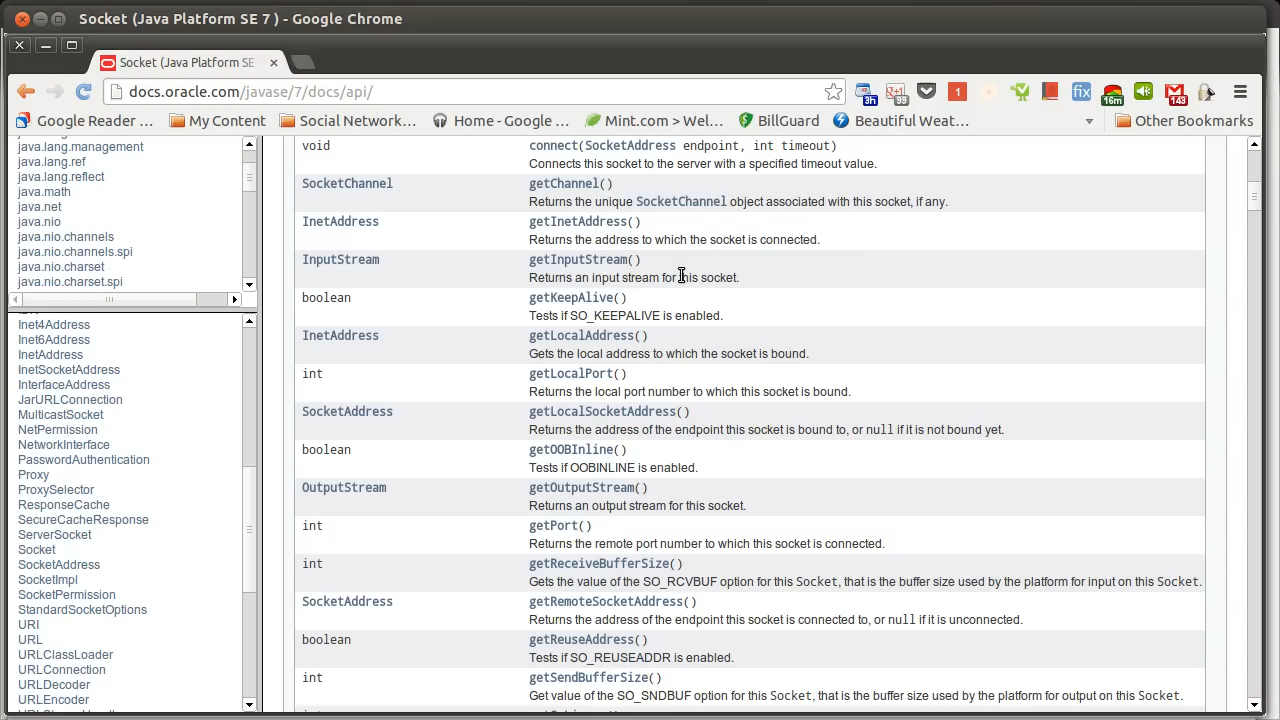 Socket (Java Platform SE 7 ) - Google Chrome
Socket (Java Platform SE
docs.oracle.com/javase/7/docs/api/
3h
99
1
fix
16m
143
Google Reader ...
My Content
Social Network...
Home - Google ...
Mint.com > Wel...
BillGuard
Beautiful Weat...
Other Bookmarks
java.lang.management
java.lang.ref
java.lang.reflect
java.math
java.net
java.nio
java.nio.channels
java.nio.channels.spi
java.nio.charset
java.nio.charset.spi
Inet4Address
Inet6Address
InetAddress
InetSocketAddress
InterfaceAddress
JarURLConnection
MulticastSocket
NetPermission
NetworkInterface
PasswordAuthentication
Proxy
ProxySelector
ResponseCache
SecureCacheResponse
ServerSocket
Socket
SocketAddress
SocketImpl
SocketPermission
StandardSocketOptions
URI
URL
URLClassLoader
URLConnection
URLDecoder
URLEncoder
void connect(SocketAddress endpoint, int timeout)
Connects this socket to the server with a specified timeout value.
SocketChannel getChannel()
Returns the unique SocketChannel object associated with this socket, if any.
InetAddress getInetAddress()
Returns the address to which the socket is connected.
InputStream getInputStream()
Returns an input stream for this socket.
boolean getKeepAlive()
Tests if SO_KEEPALIVE is enabled.
InetAddress getLocalAddress()
Gets the local address to which the socket is bound.
int getLocalPort()
Returns the local port number to which this socket is bound.
SocketAddress getLocalSocketAddress()
Returns the address of the endpoint this socket is bound to, or null if it is not bound yet.
boolean getOOBInline()
Tests if OOBINLINE is enabled.
OutputStream getOutputStream()
Returns an output stream for this socket.
int getPort()
Returns the remote port number to which this socket is connected.
int getReceiveBufferSize()
Gets the value of the SO_RCVBUF option for this Socket, that is the buffer size used by the platform for input on this Socket.
SocketAddress getRemoteSocketAddress()
Returns the address of the endpoint this socket is connected to, or null if it is unconnected.
boolean getReuseAddress()
Tests if SO_REUSEADDR is enabled.
int getSendBufferSize()
Get value of the SO_SNDBUF option for this Socket, that is the buffer size used by the platform for output on this Socket.